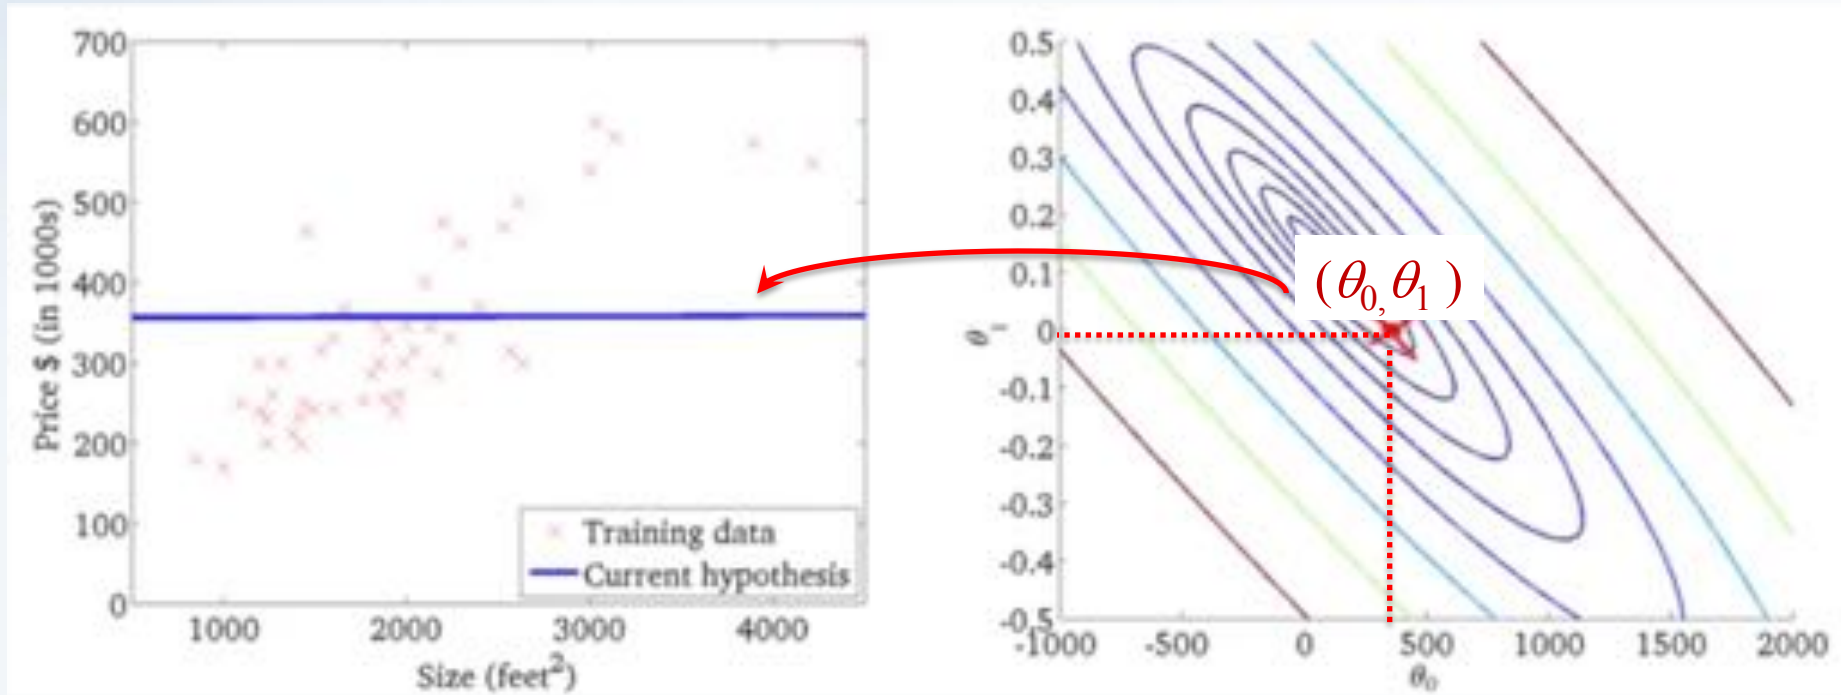 700
600
500
400
300
200
100
0
Price $ (in 1000s)
1000 2000 3000 4000
Size (feet²)
Training data
Current hypothesis
0.5
0.4
0.3
0.2
0.1
0
-0.1
-0.2
-0.3
-0.4
-0.5
θ₁
(θ₀, θ₁)
-1000 -500 0 500 1000 1500 2000
θ₀